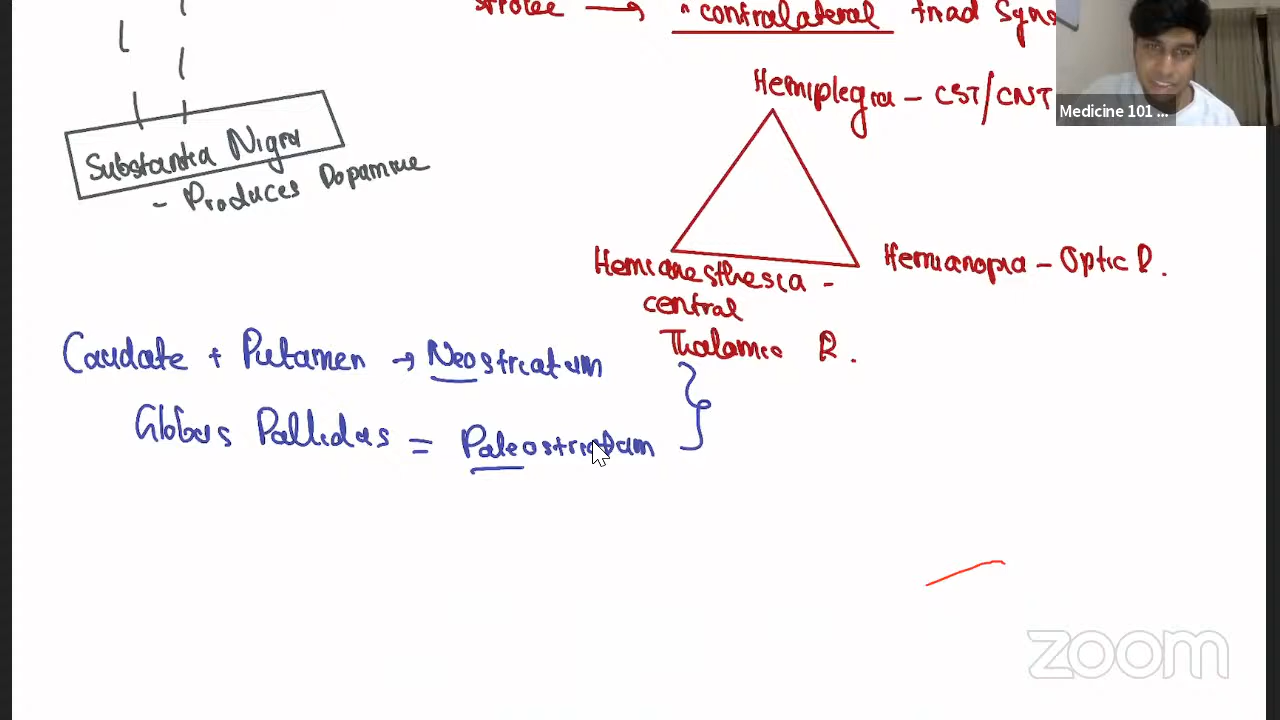 stroke → "contralateral triad Syn
Medicine 101 ...
Hemiplegia - CST/CNT
Substantia Nigra
- Produces Dopamine
Hemianesthesia -
central
Thalamic R.
Hemianopia - Optic R.
Caudate + Putamen → Neostriatum
Globus Pallidus = Paleostriatum
zoom